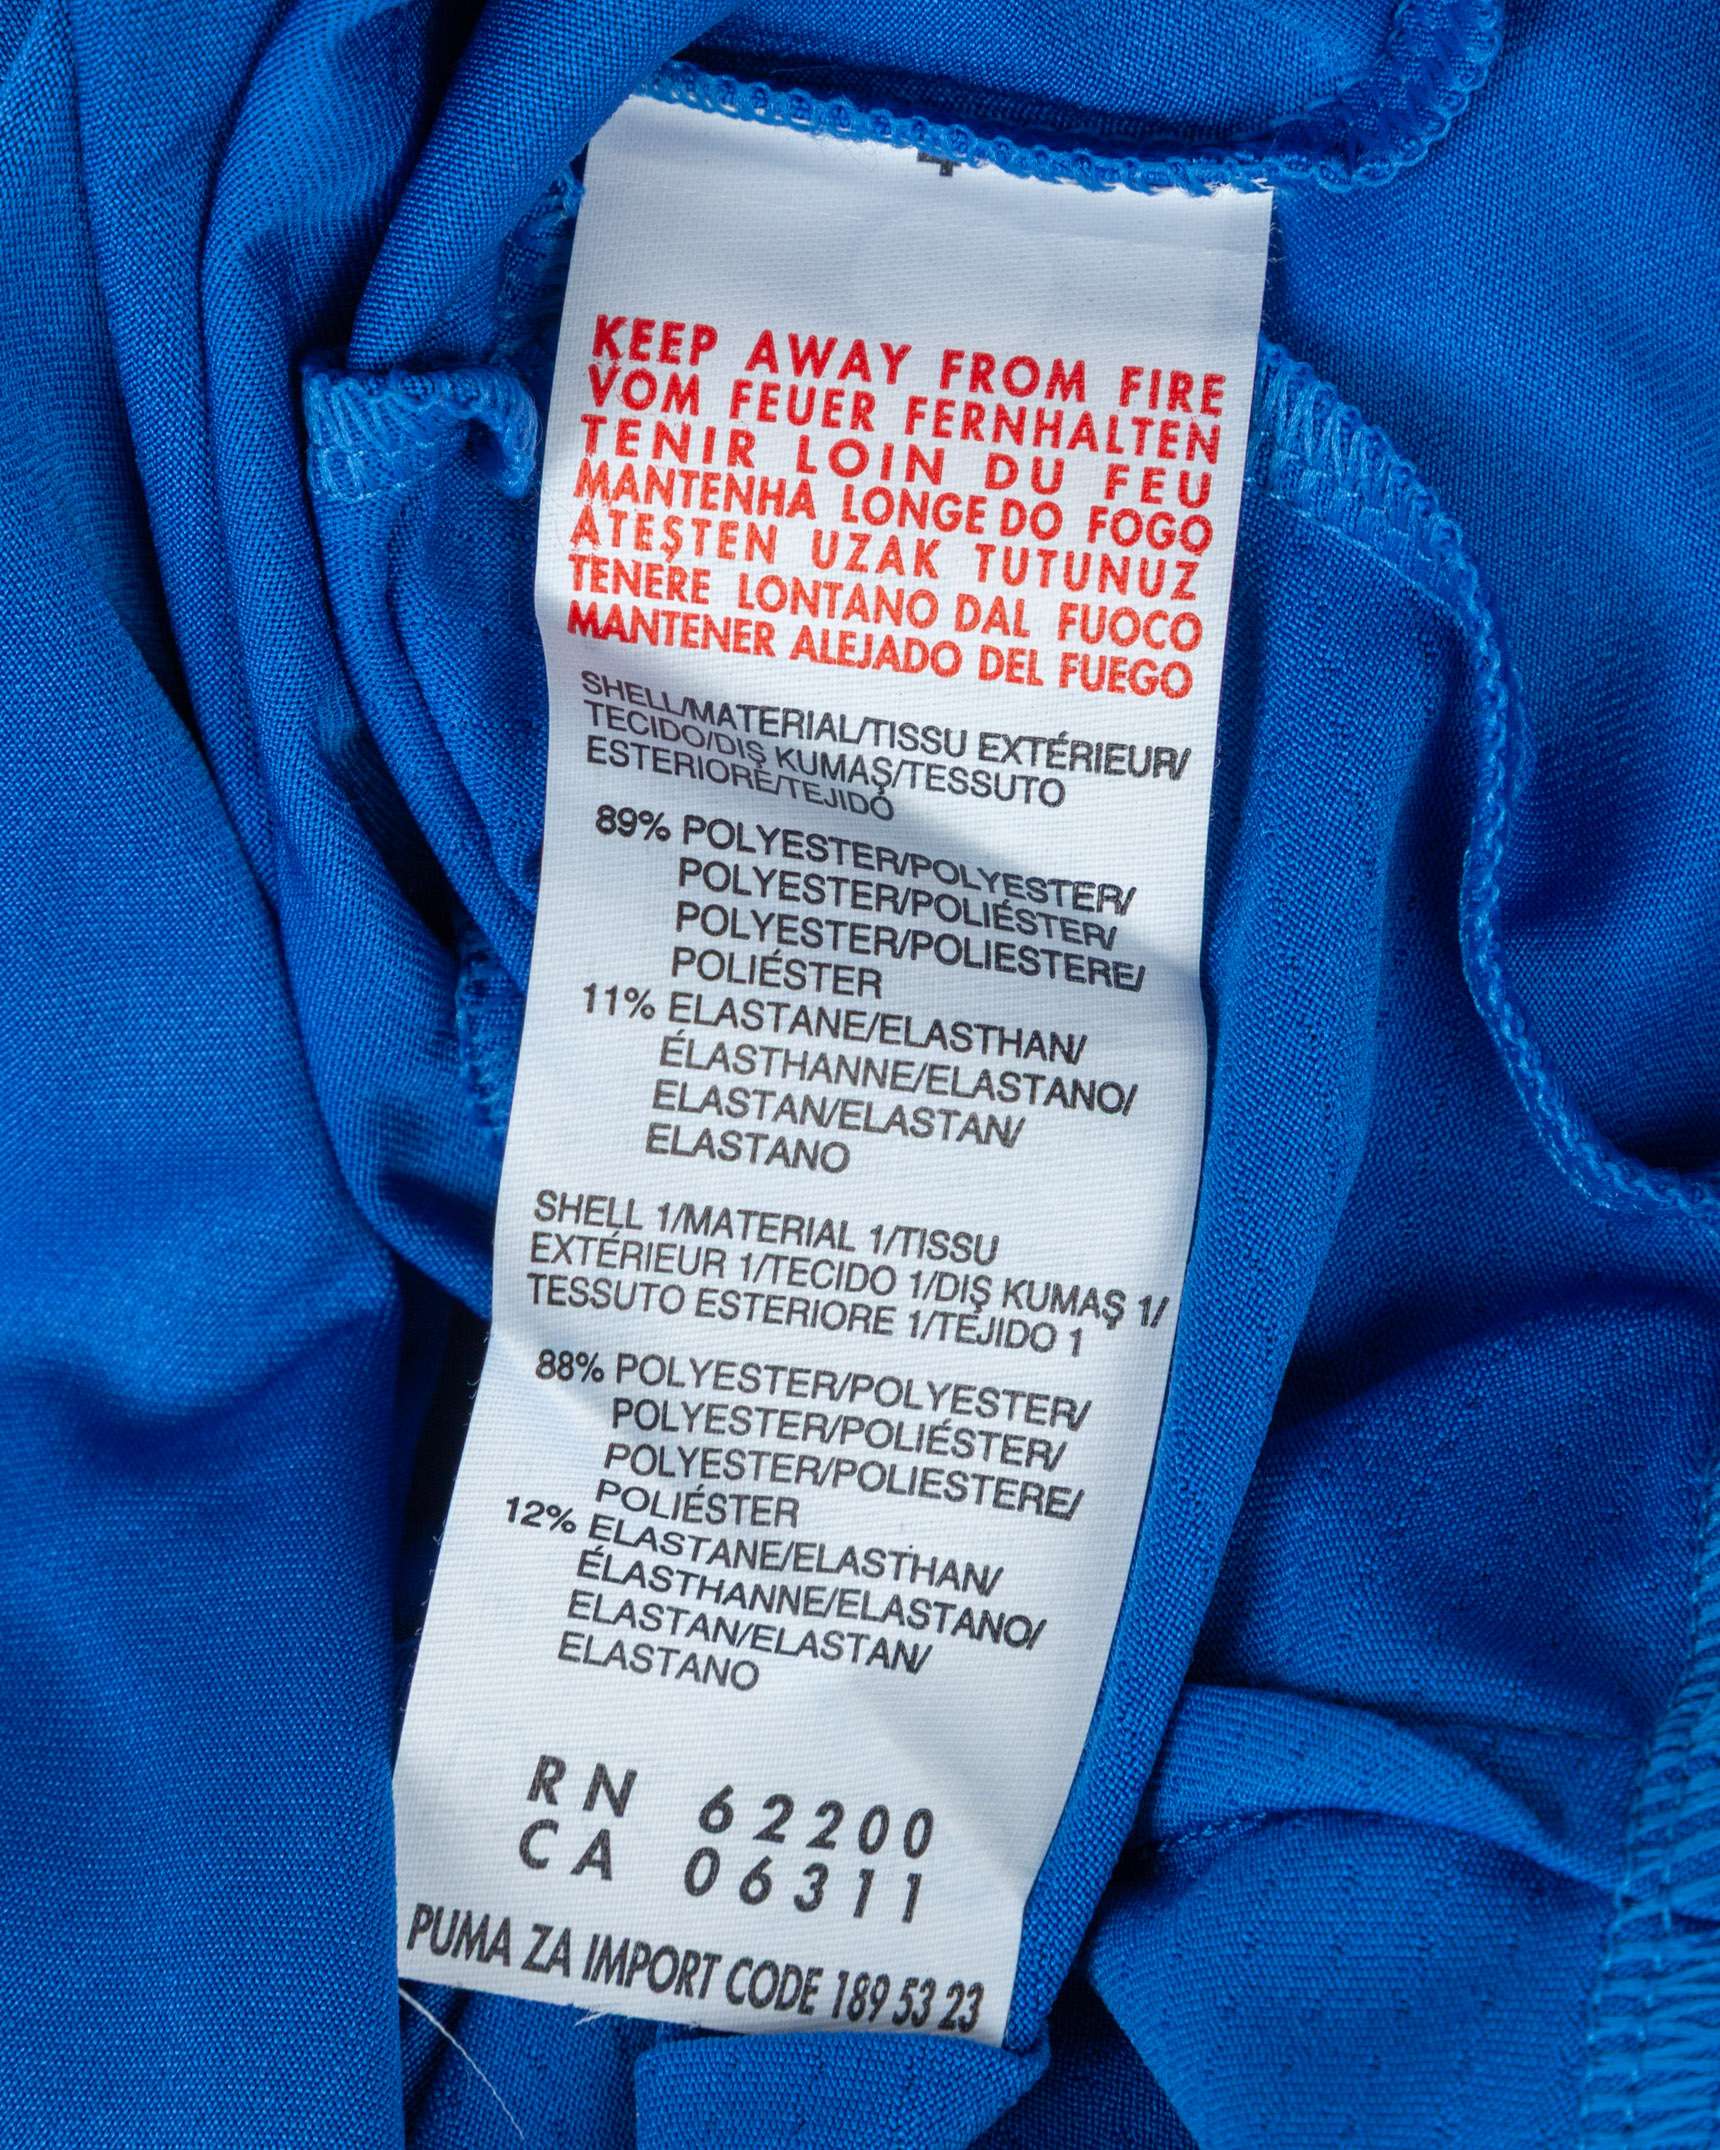 KEEP AWAY FROM FIRE
VOM FEUER FERNHALTEN
TENIR LOIN DU FEU
MANTENHA LONGE DO FOGO
ATEŞTEN UZAK TUTUNUZ
TENERE LONTANO DAL FUOCO
MANTENER ALEJADO DEL FUEGO
SHELL/MATERIAL/TISSU EXTÉRIEUR/
TECIDO/DIŞ KUMAŞ/TESSUTO
ESTERIORE/TEJIDO
89% POLYESTER/POLYESTER/
POLYESTER/POLIÉSTER/
POLYESTER/POLIESTERE/
POLIÉSTER
11% ELASTANE/ELASTHAN/
ÉLASTHANNE/ELASTANO/
ELASTAN/ELASTAN/
ELASTANO
SHELL 1/MATERIAL 1/TISSU
EXTÉRIEUR 1/TECIDO 1/DIŞ KUMAŞ 1/
TESSUTO ESTERIORE 1/TEJIDO 1
88% POLYESTER/POLYESTER/
POLYESTER/POLIÉSTER/
POLYESTER/POLIESTERE/
POLIÉSTER
12% ELASTANE/ELASTHAN/
ÉLASTHANNE/ELASTANO/
ELASTAN/ELASTAN/
ELASTANO
RN 62200
CA 06311
PUMA ZA IMPORT CODE 189 53 23